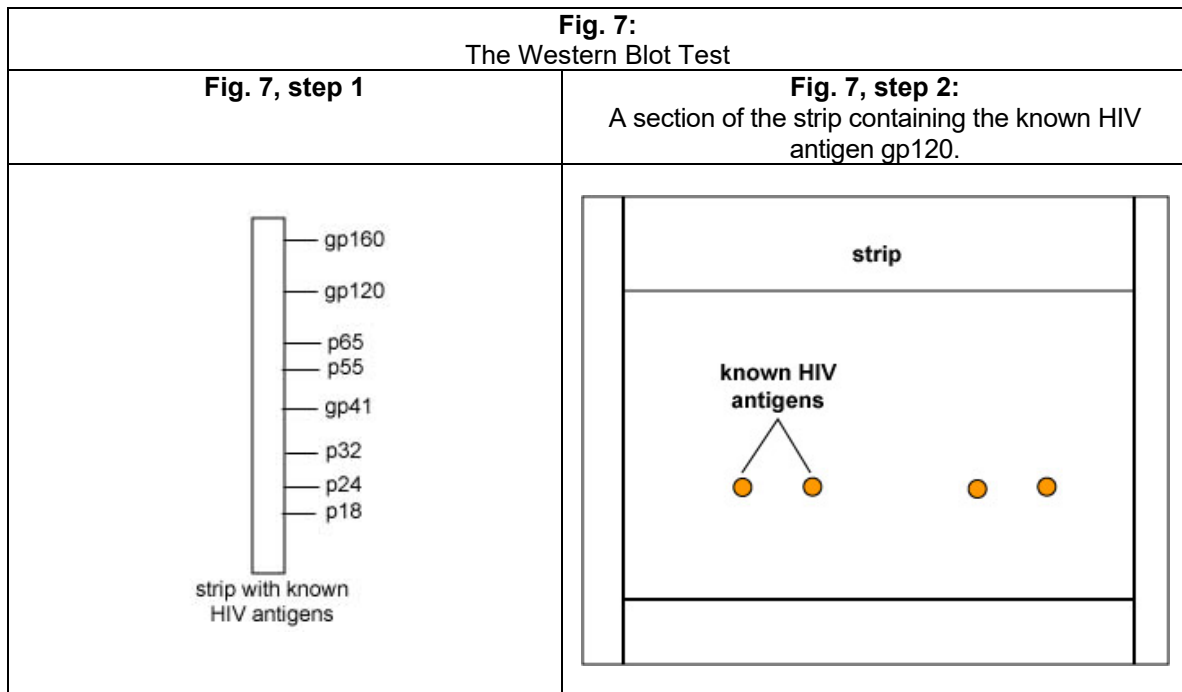 Fig. 7:
The Western Blot Test
Fig. 7, step 1
Fig. 7, step 2:
A section of the strip containing the known HIV
antigen gp120.
gp160
gp120
p65
p55
gp41
p32
p24
p18
strip with known
HIV antigens
strip
known HIV
antigens